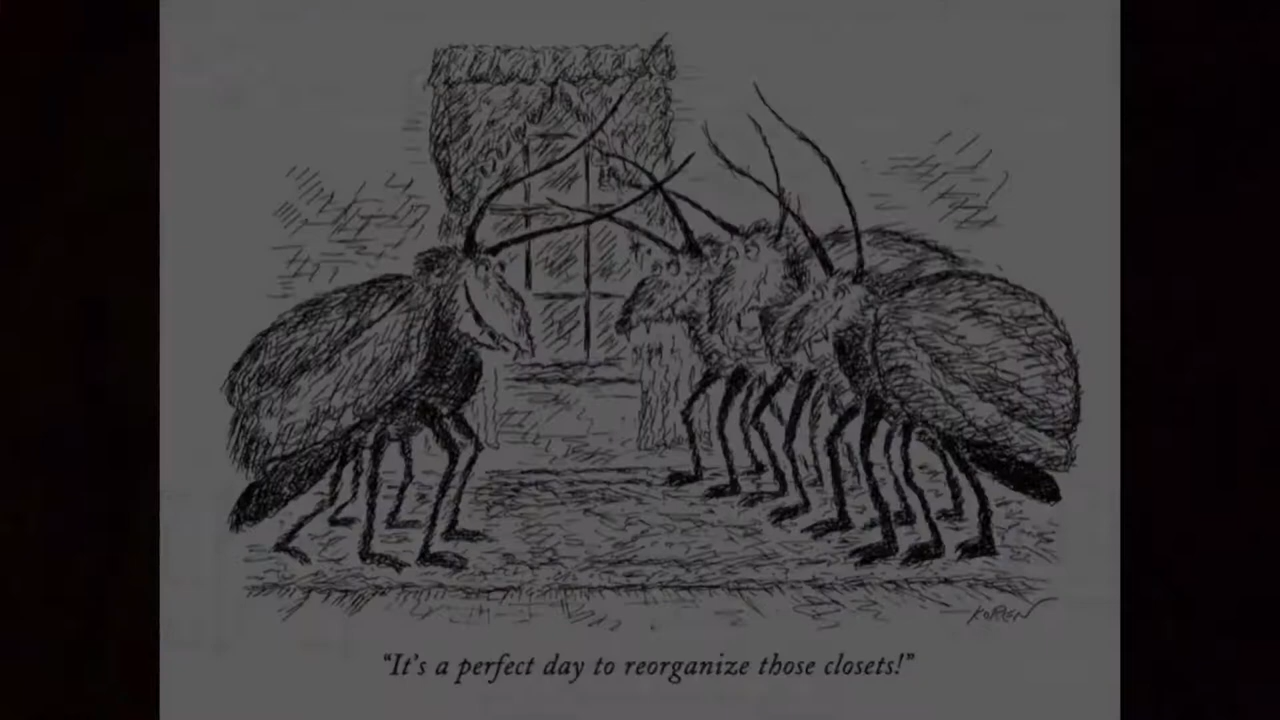 KOREN
“It's a perfect day to reorganize those closets!”